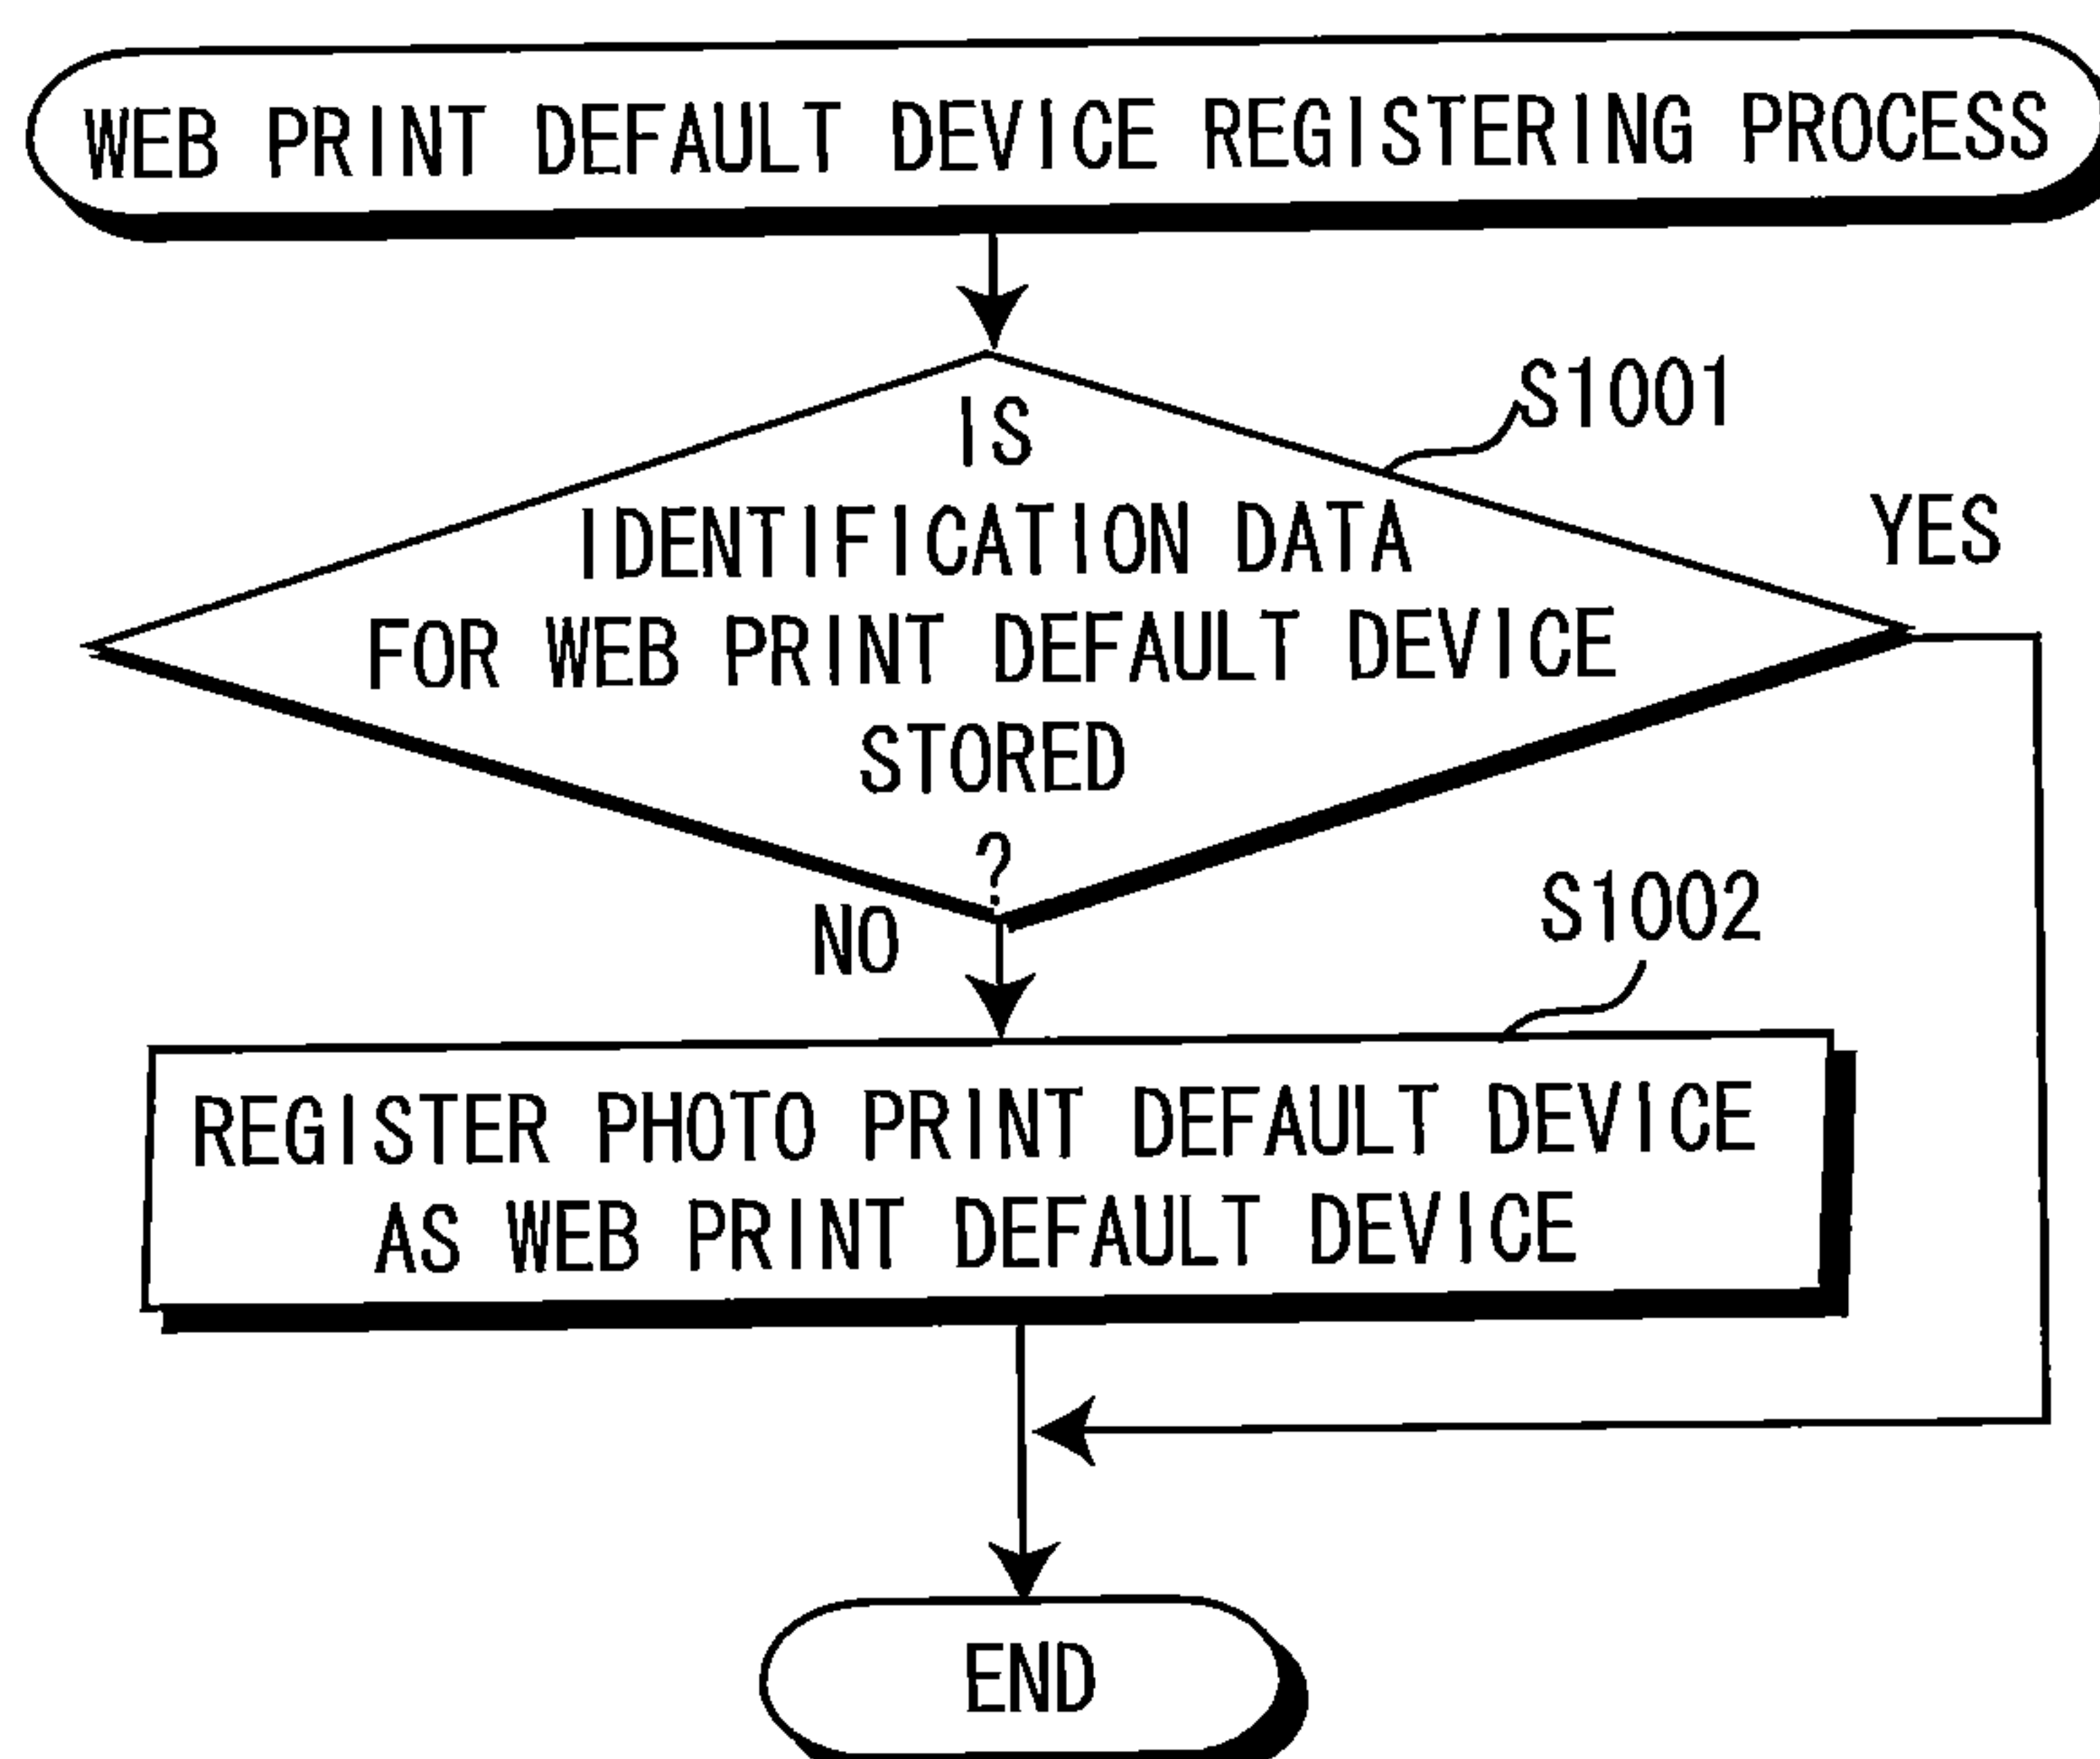 WEB PRINT DEFAULT DEVICE REGISTERING PROCESS
S1001
IS
IDENTIFICATION DATA
YES
FOR WEB PRINT DEFAULT DEVICE
STORED
?
NO
S1002
REGISTER PHOTO PRINT DEFAULT DEVICE
AS WEB PRINT DEFAULT DEVICE
END